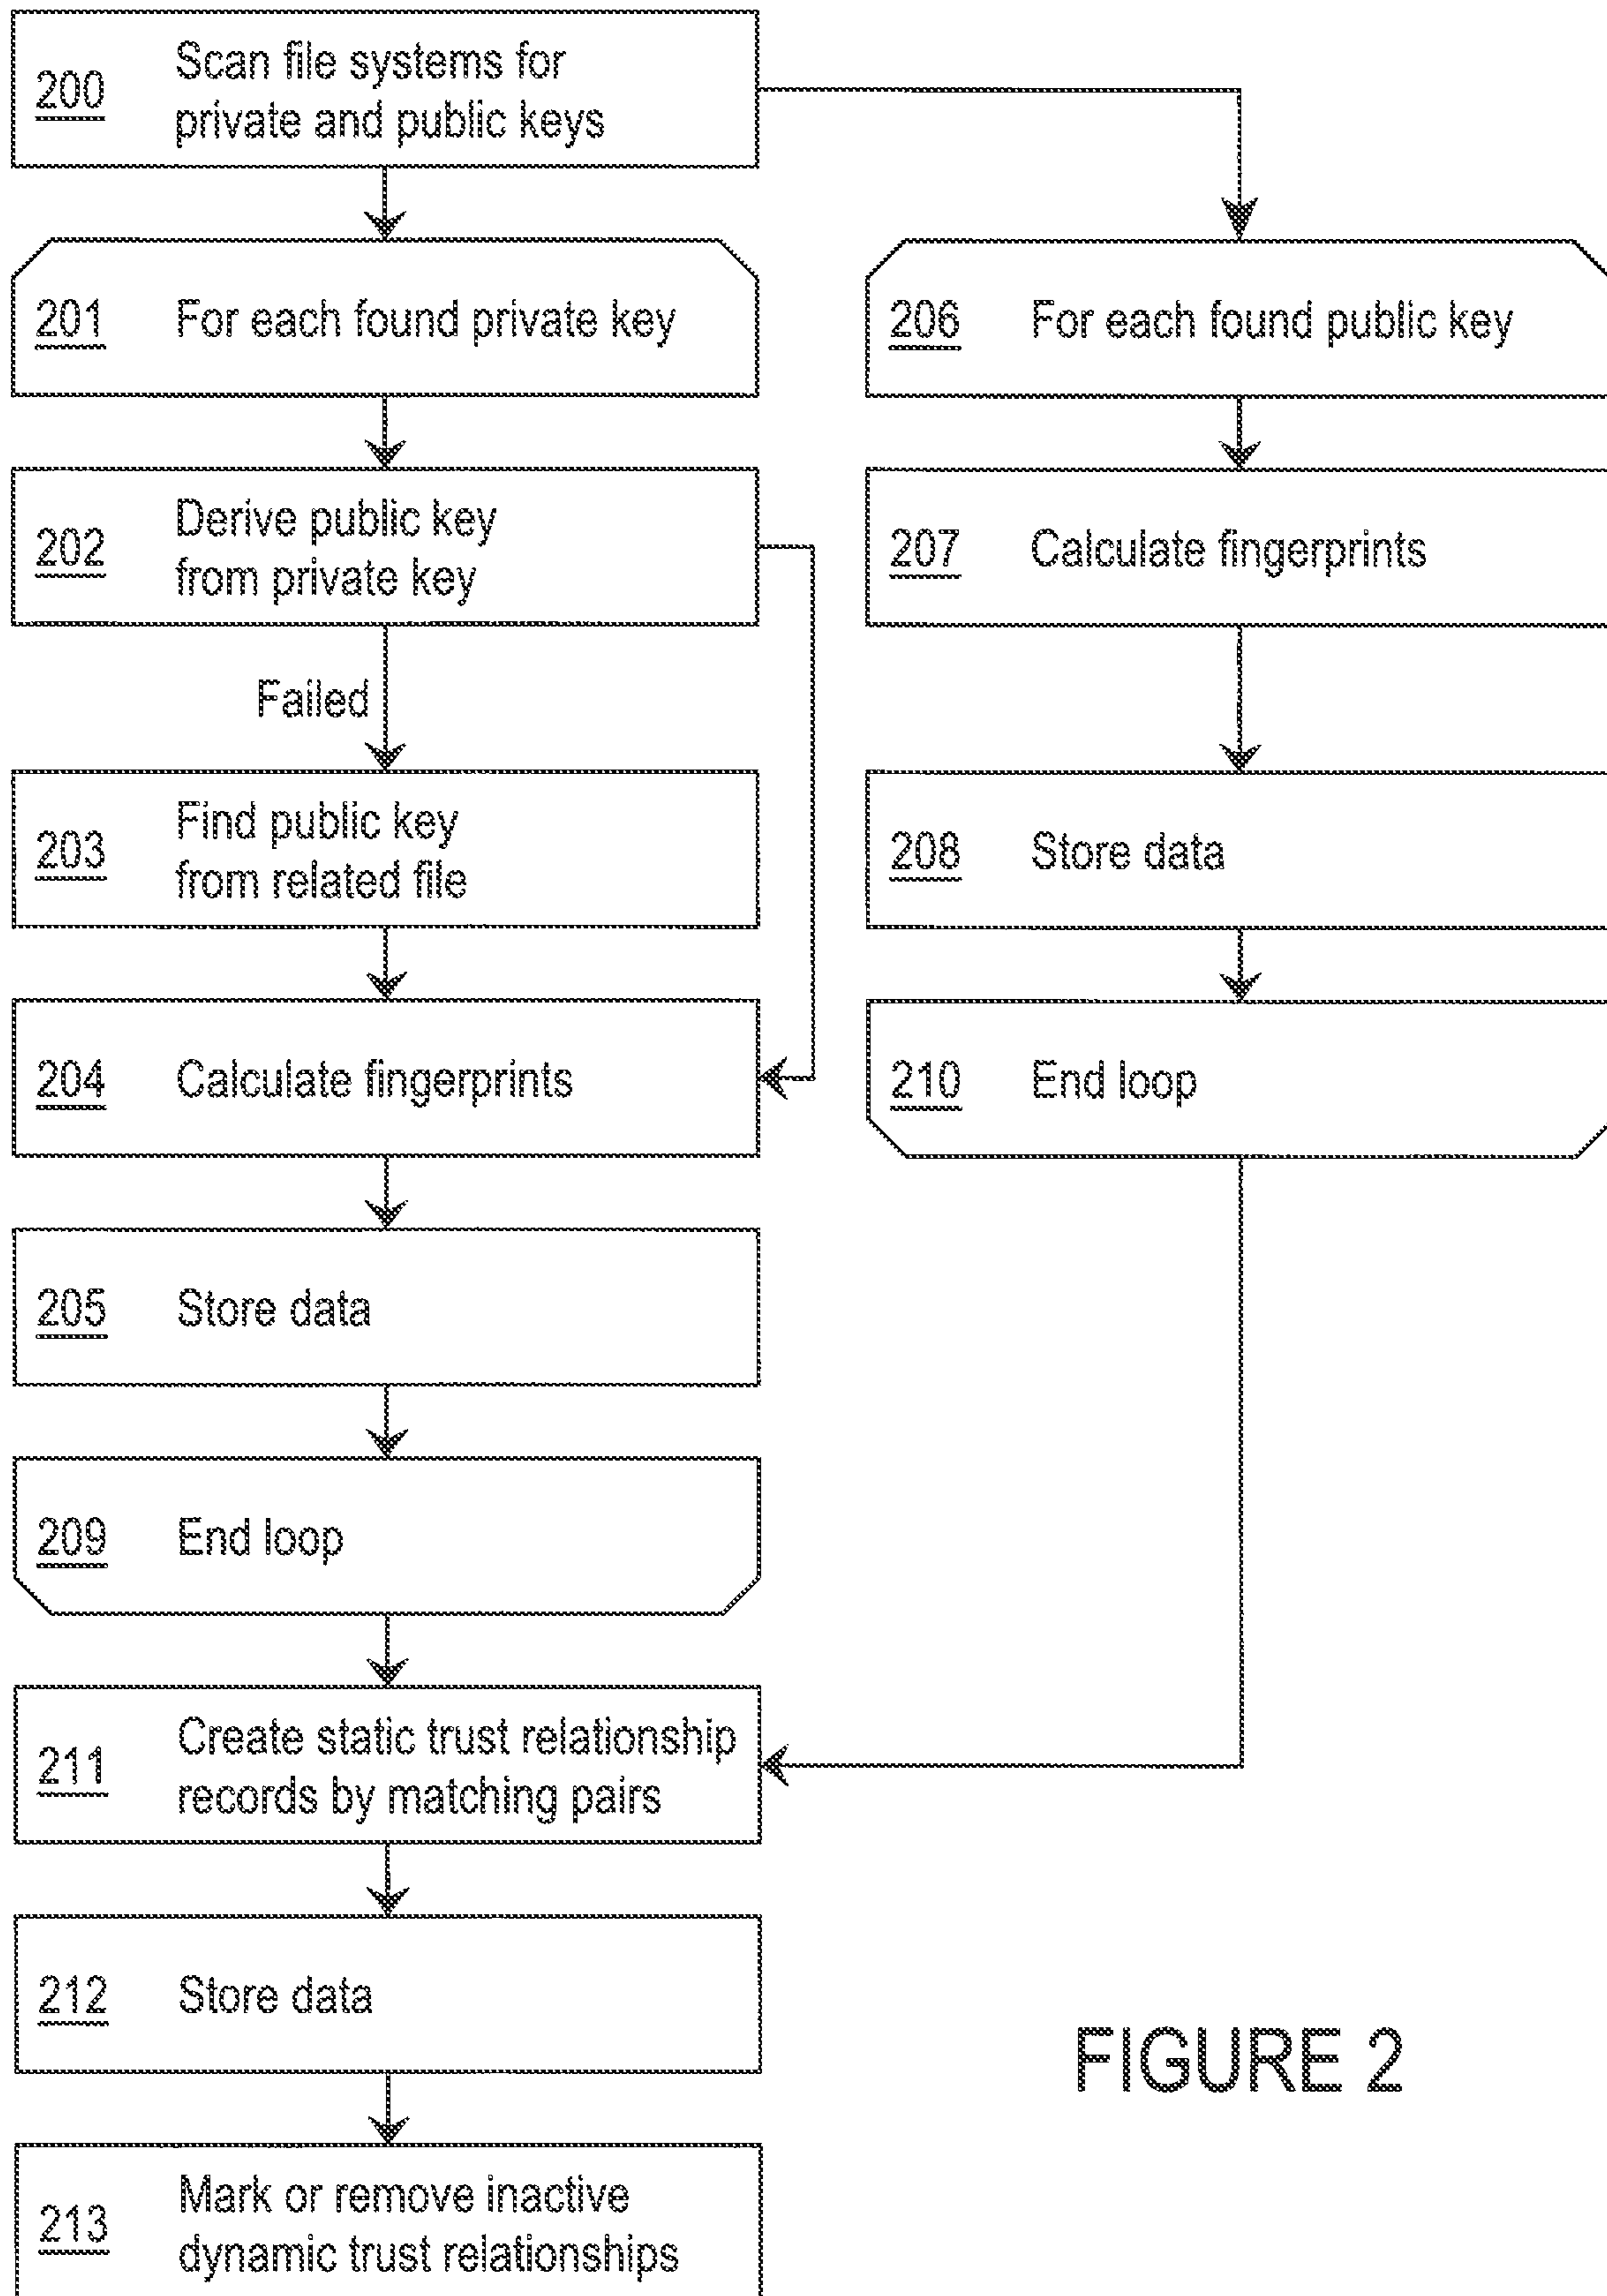 200 Scan file systems for
private and public keys
201 For each found private key
202 Derive public key
from private key
Failed
203 Find public key
from related file
204 Calculate fingerprints
205 Store data
209 End loop
206 For each found public key
207 Calculate fingerprints
208 Store data
210 End loop
211 Create static trust relationship
records by matching pairs
212 Store data
213 Mark or remove inactive
dynamic trust relationships
FIGURE 2